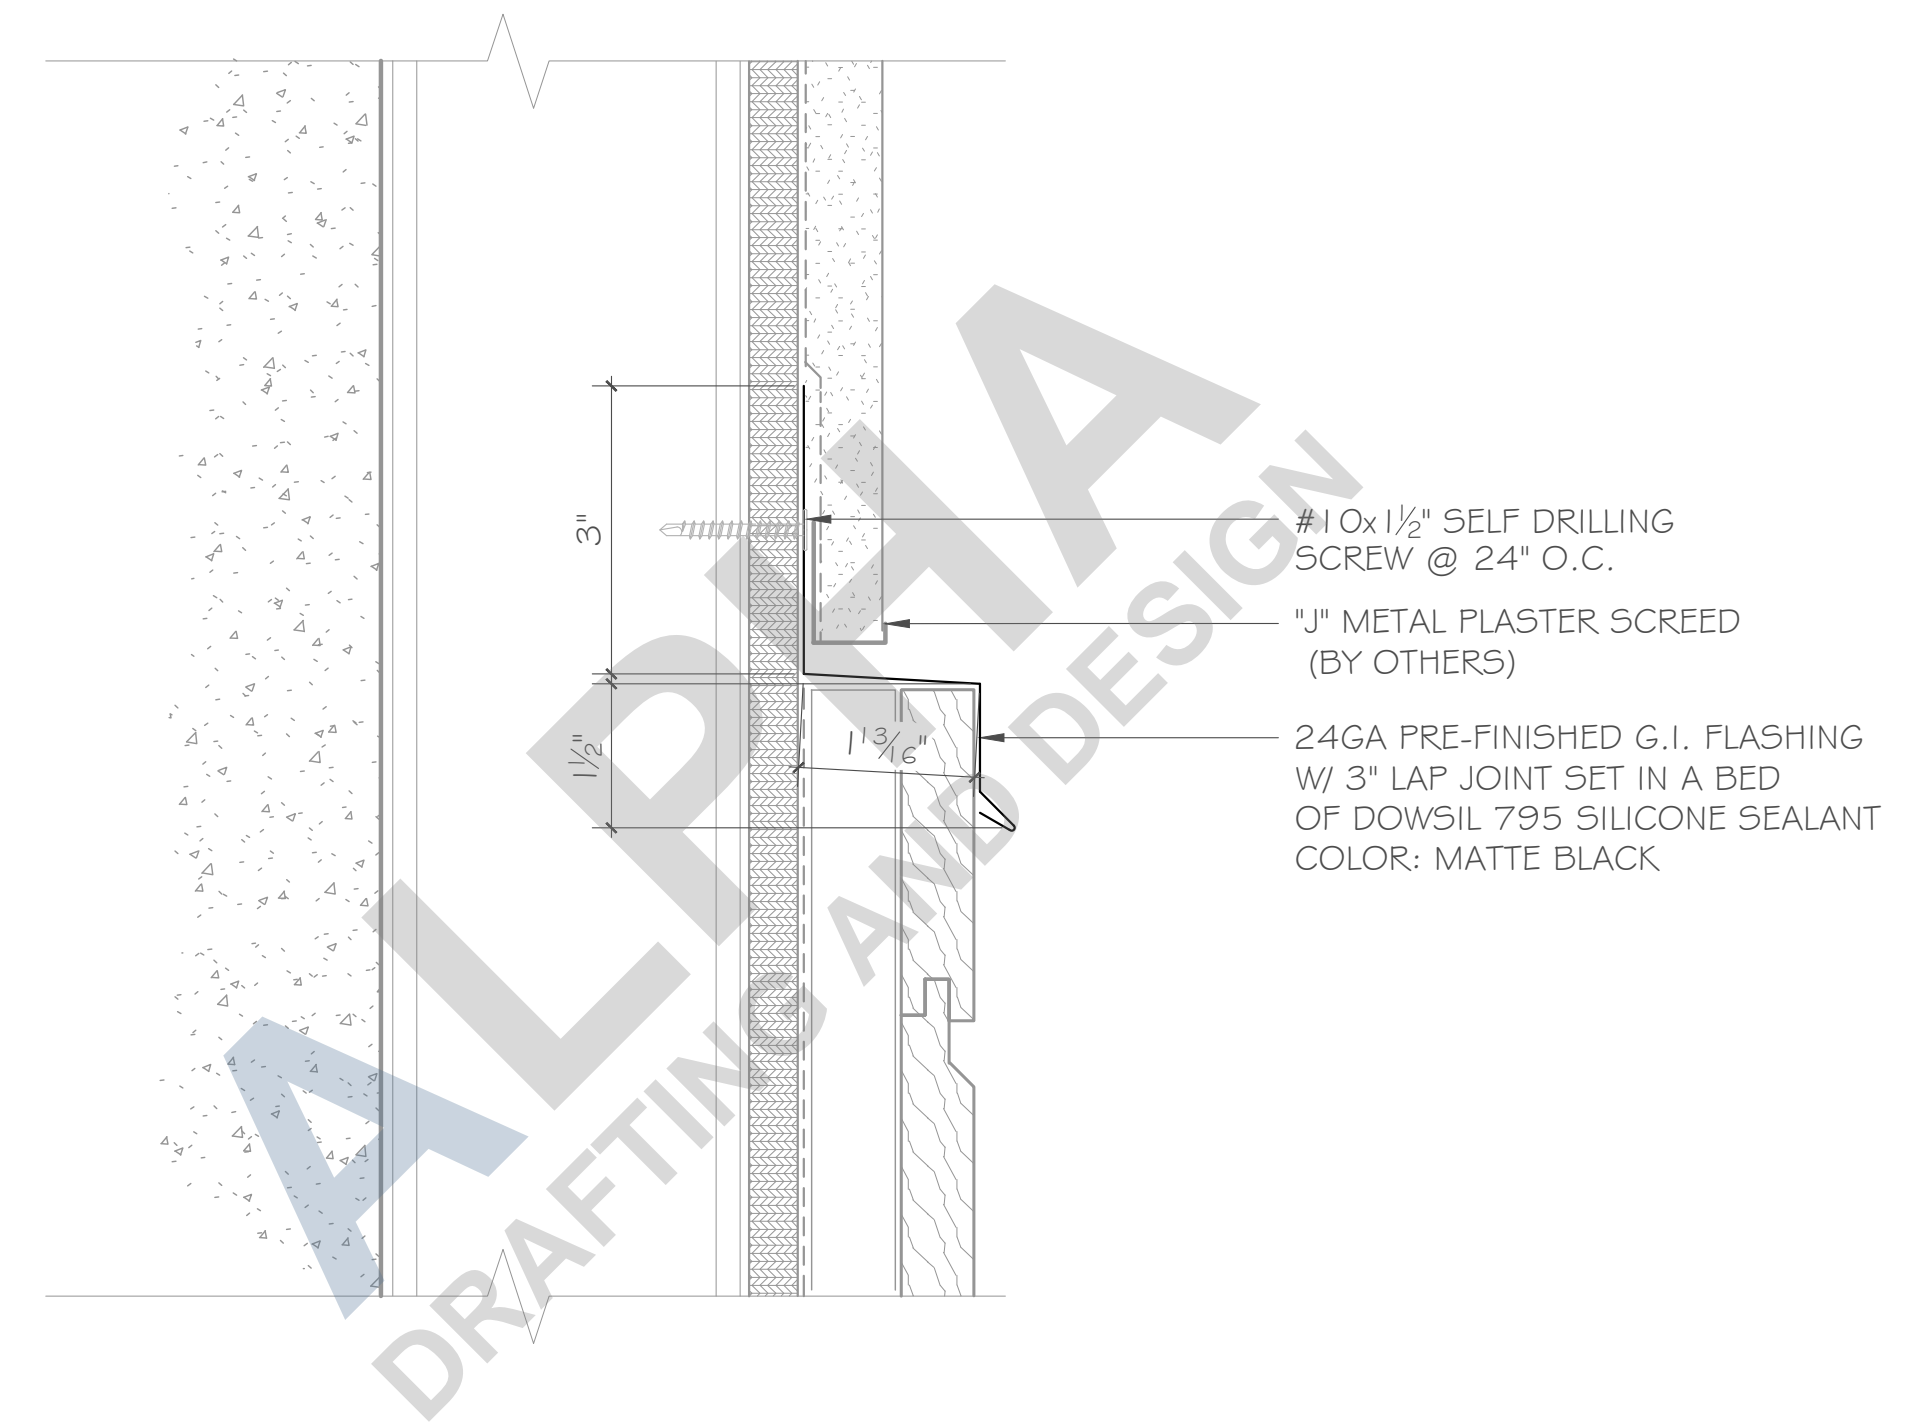 #10x1½" SELF DRILLING
SCREW @ 24" O.C.
"J" METAL PLASTER SCREED
(BY OTHERS)
24GA PRE-FINISHED G.I. FLASHING
W/ 3" LAP JOINT SET IN A BED
OF DOWSIL 795 SILICONE SEALANT
COLOR: MATTE BLACK
3"
1½"
1 13/16"
ALPHA
DRAFTING AND DESIGN